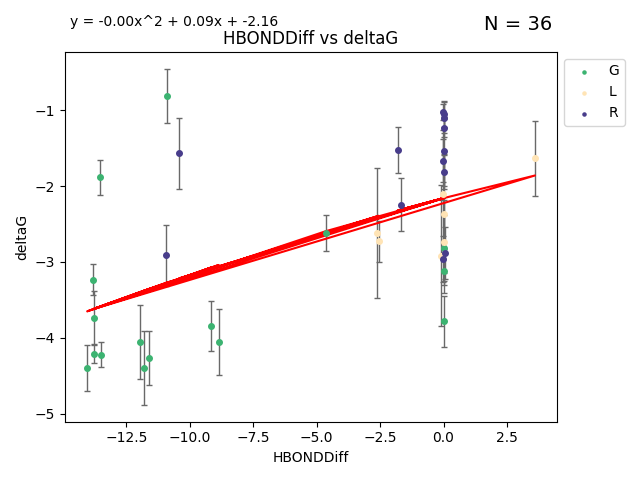 y = -0.00x^2 + 0.09x + -2.16
N = 36
HBONDDiff vs deltaG
G
L
R
deltaG
−1
−2
−3
−4
−5
−12.5
−10.0
−7.5
−5.0
−2.5
0.0
2.5
HBONDDiff